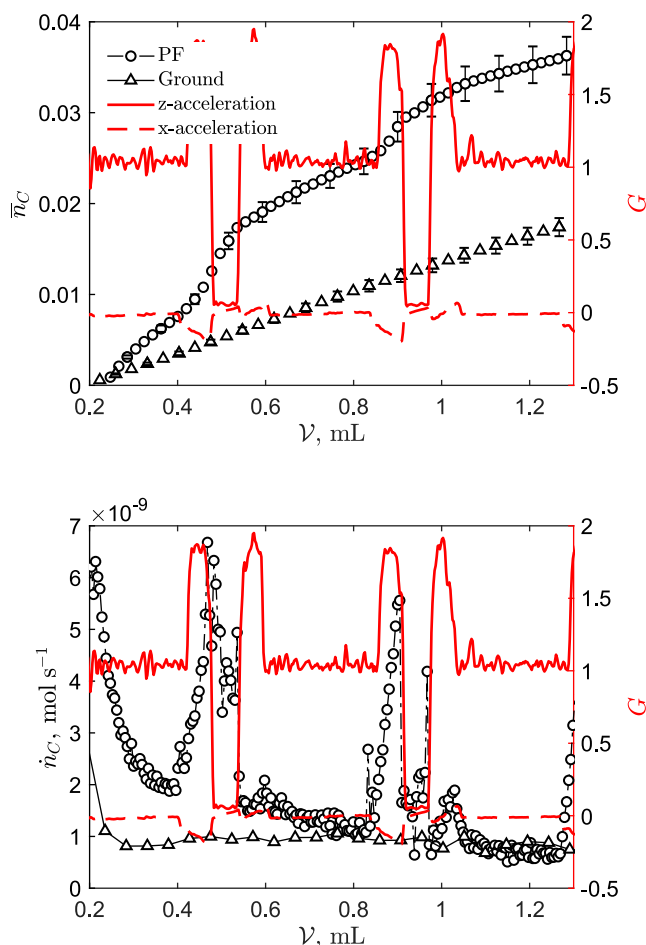 0.04
0.03
0.02
0.01
0
n̅_C
PF
Ground
z-acceleration
x-acceleration
2
1.5
1
0.5
0
-0.5
G
0.2 0.4 0.6 0.8 1 1.2
𝒱, mL
×10⁻⁹
7
6
5
4
3
2
1
0
ṅ_C, mol s⁻¹
2
1.5
1
0.5
0
-0.5
G
0.2 0.4 0.6 0.8 1 1.2
𝒱, mL